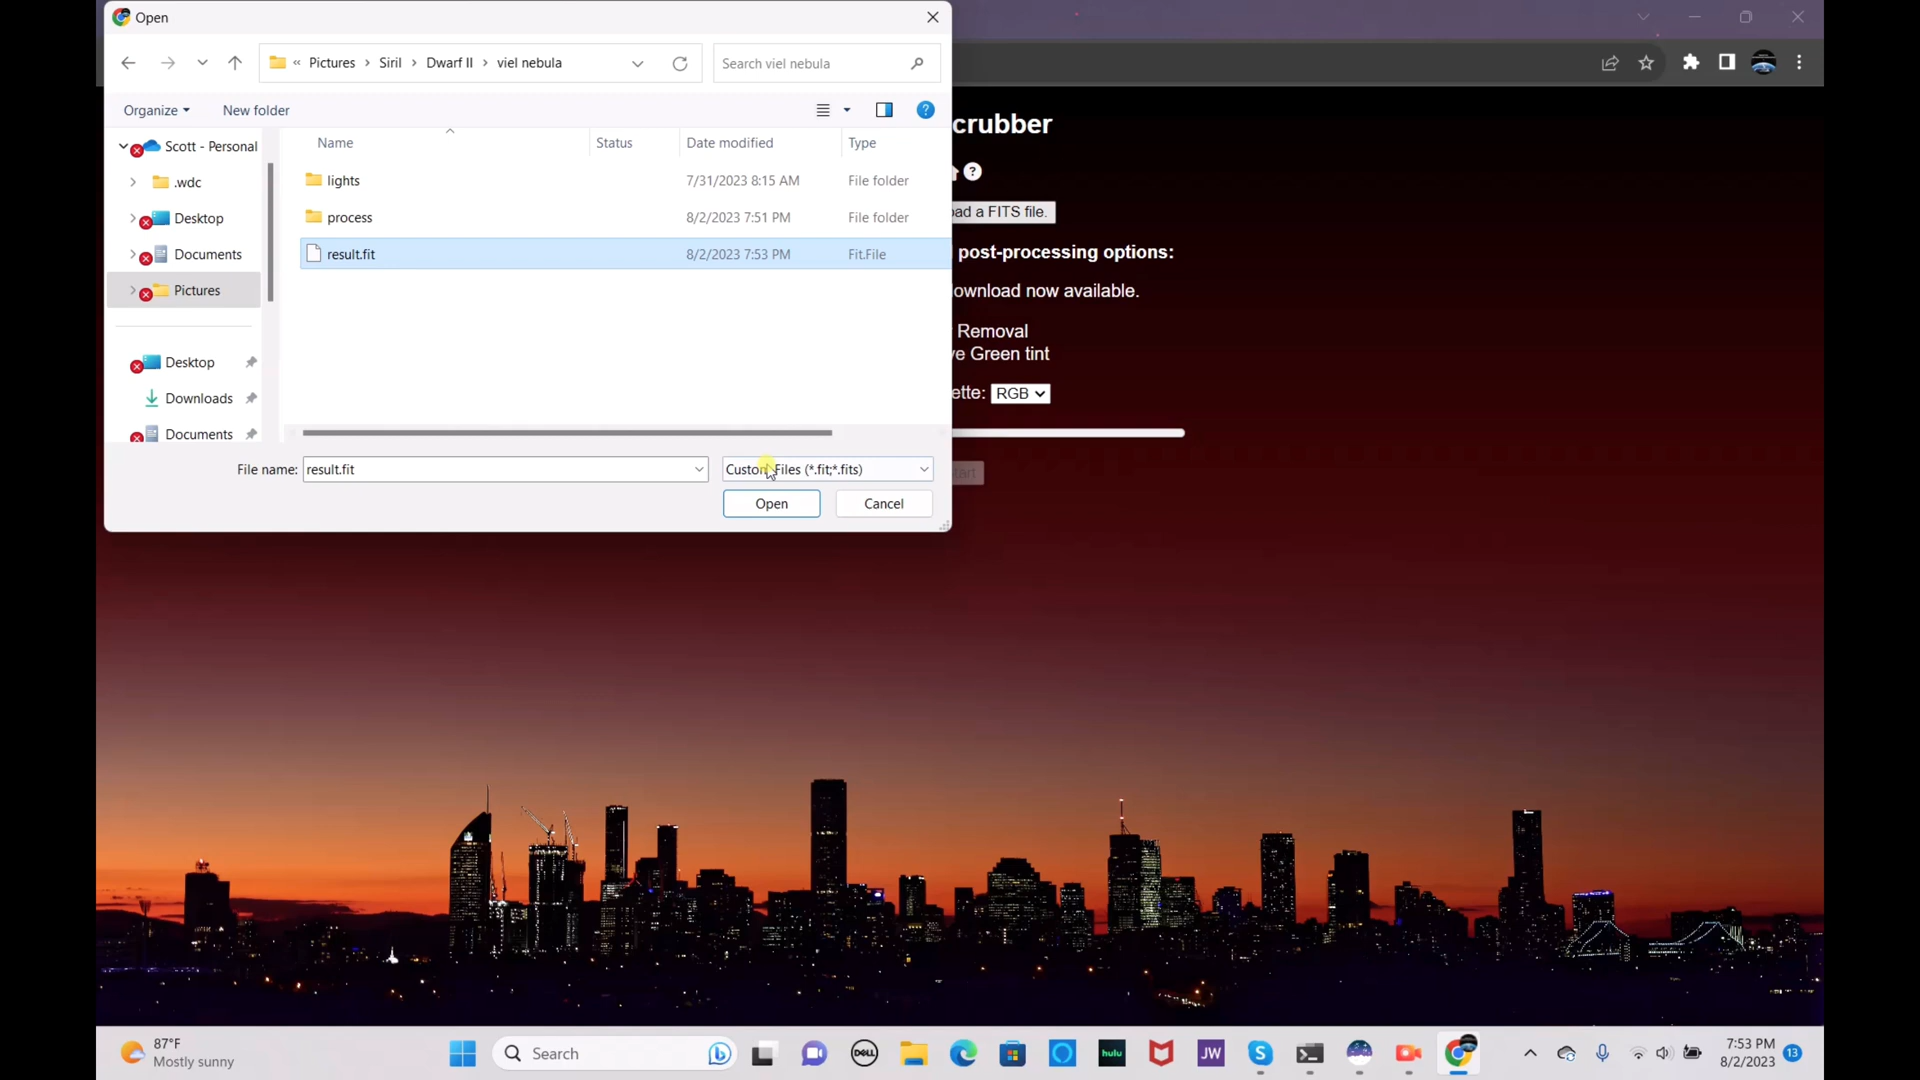 Open
« Pictures › Siril › Dwarf II › viel nebula
Search viel nebula
Organize
New folder
Name
Status
Date modified
Type
Scott - Personal
.wdc
Desktop
Documents
Pictures
Desktop
Downloads
Documents
lights 7/31/2023 8:15 AM File folder
process 8/2/2023 7:51 PM File folder
result.fit 8/2/2023 7:53 PM Fit.File
File name: result.fit
Files (*.fit;*.fits)
Open
Cancel
crubber
?
ad a FITS file.
post-processing options:
ownload now available.
Removal
ve Green tint
ette: RGB
tart
87°F
Mostly sunny
Search
DELL
hulu
JW
7:53 PM
8/2/2023
13